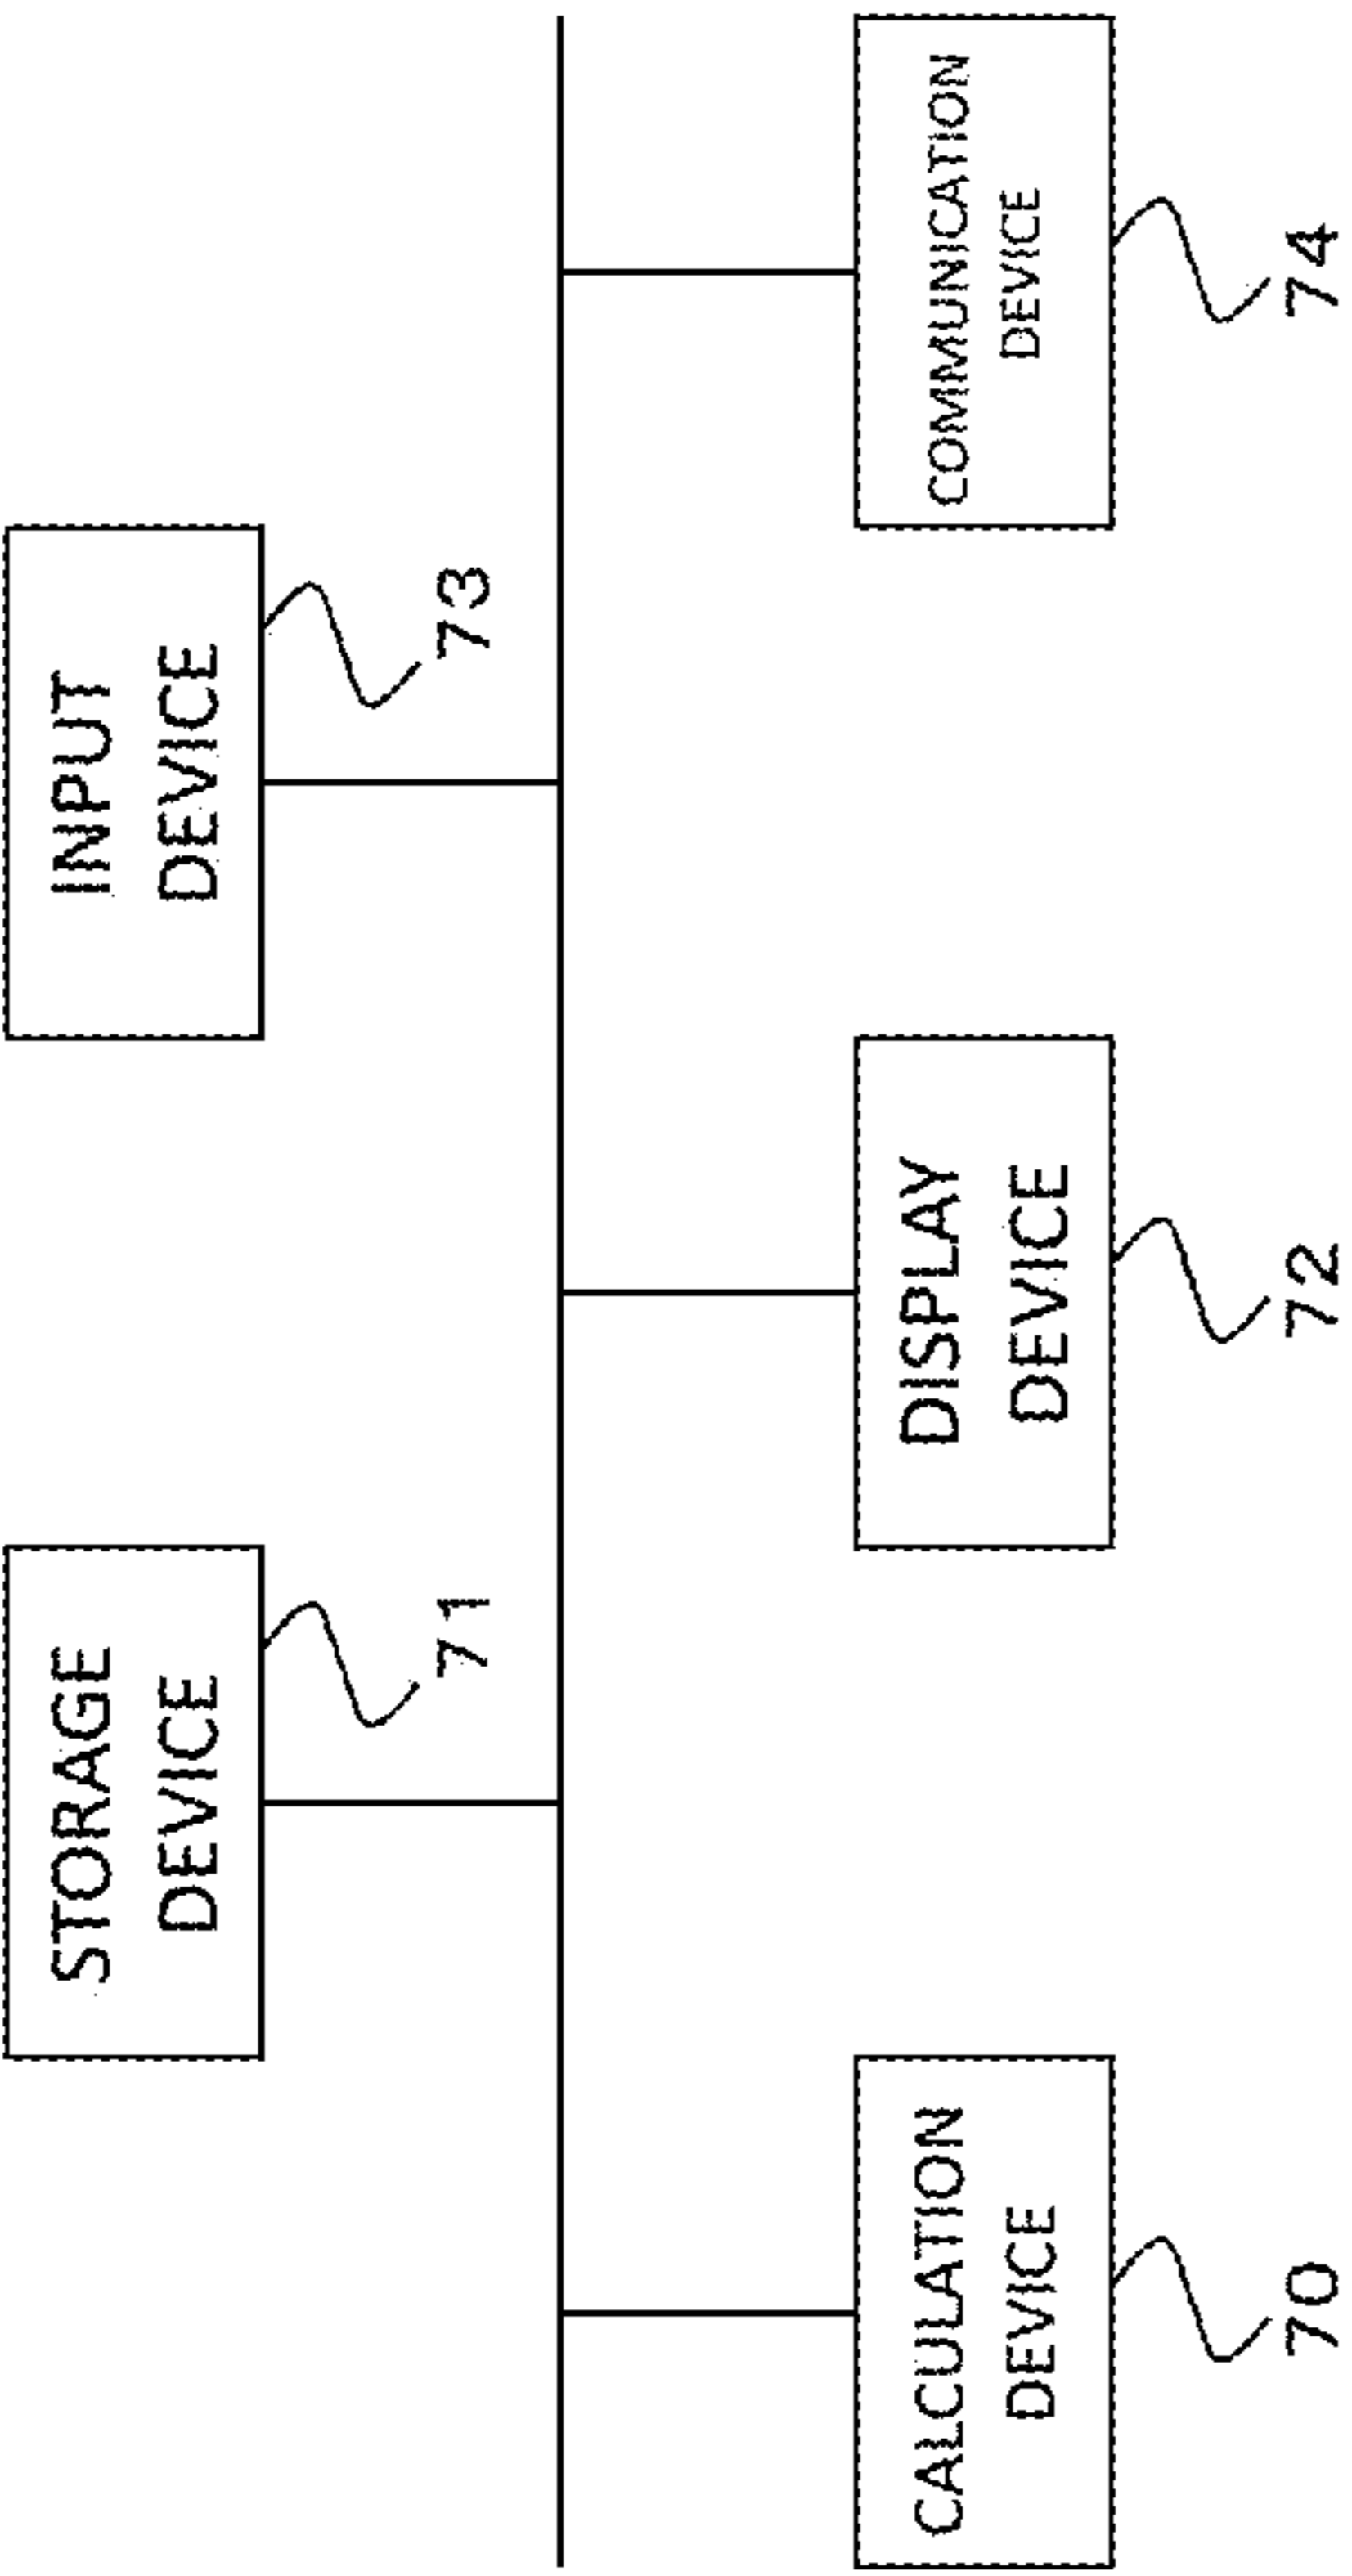 STORAGE
DEVICE
71
INPUT
DEVICE
73
CALCULATION
DEVICE
70
DISPLAY
DEVICE
72
COMMUNICATION
DEVICE
74